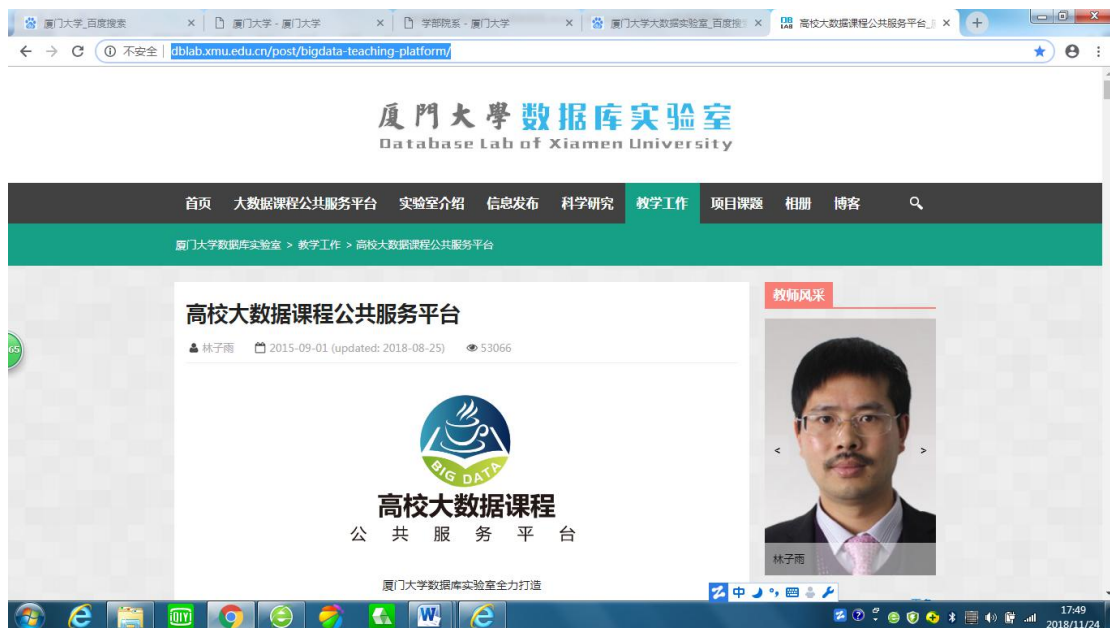 厦门大学_百度搜索
厦门大学 - 厦门大学
学部院系 - 厦门大学
厦门大学大数据实验室_百度搜
DB LAB 高校大数据课程公共服务平台_
不安全 | dblab.xmu.edu.cn/post/bigdata-teaching-platform/
厦門大學数据库实验室
Database Lab of Xiamen University
首页 大数据课程公共服务平台 实验室介绍 信息发布 科学研究 教学工作 项目课题 相册 博客
厦门大学数据库实验室 > 教学工作 > 高校大数据课程公共服务平台
高校大数据课程公共服务平台
林子雨 2015-09-01 (updated: 2018-08-25) 53066
BIG DATA
高校大数据课程
公共服务平台
厦门大学数据库实验室全力打造
教师风采
< >
林子雨
65
中
QIY
W
17:49
2018/11/24